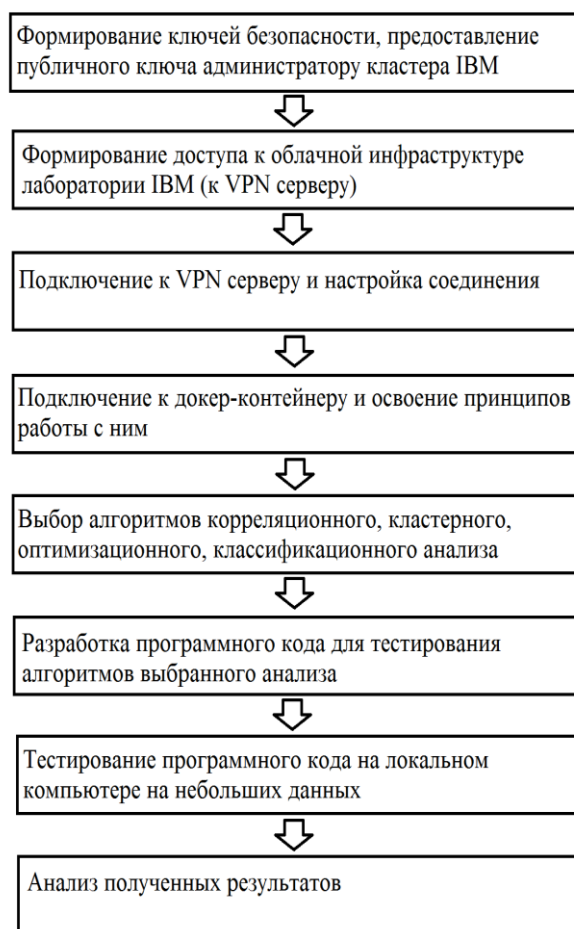 Формирование ключей безопасности, предоставление
публичного ключа администратору кластера IBM
Формирование доступа к облачной инфраструктуре
лаборатории IBM (к VPN серверу)
Подключение к VPN серверу и настройка соединения
Подключение к докер-контейнеру и освоение принципов
работы с ним
Выбор алгоритмов корреляционного, кластерного,
оптимизационного, классификационного анализа
Разработка программного кода для тестирования
алгоритмов выбранного анализа
Тестирование программного кода на локальном
компьютере на небольших данных
Анализ полученных результатов